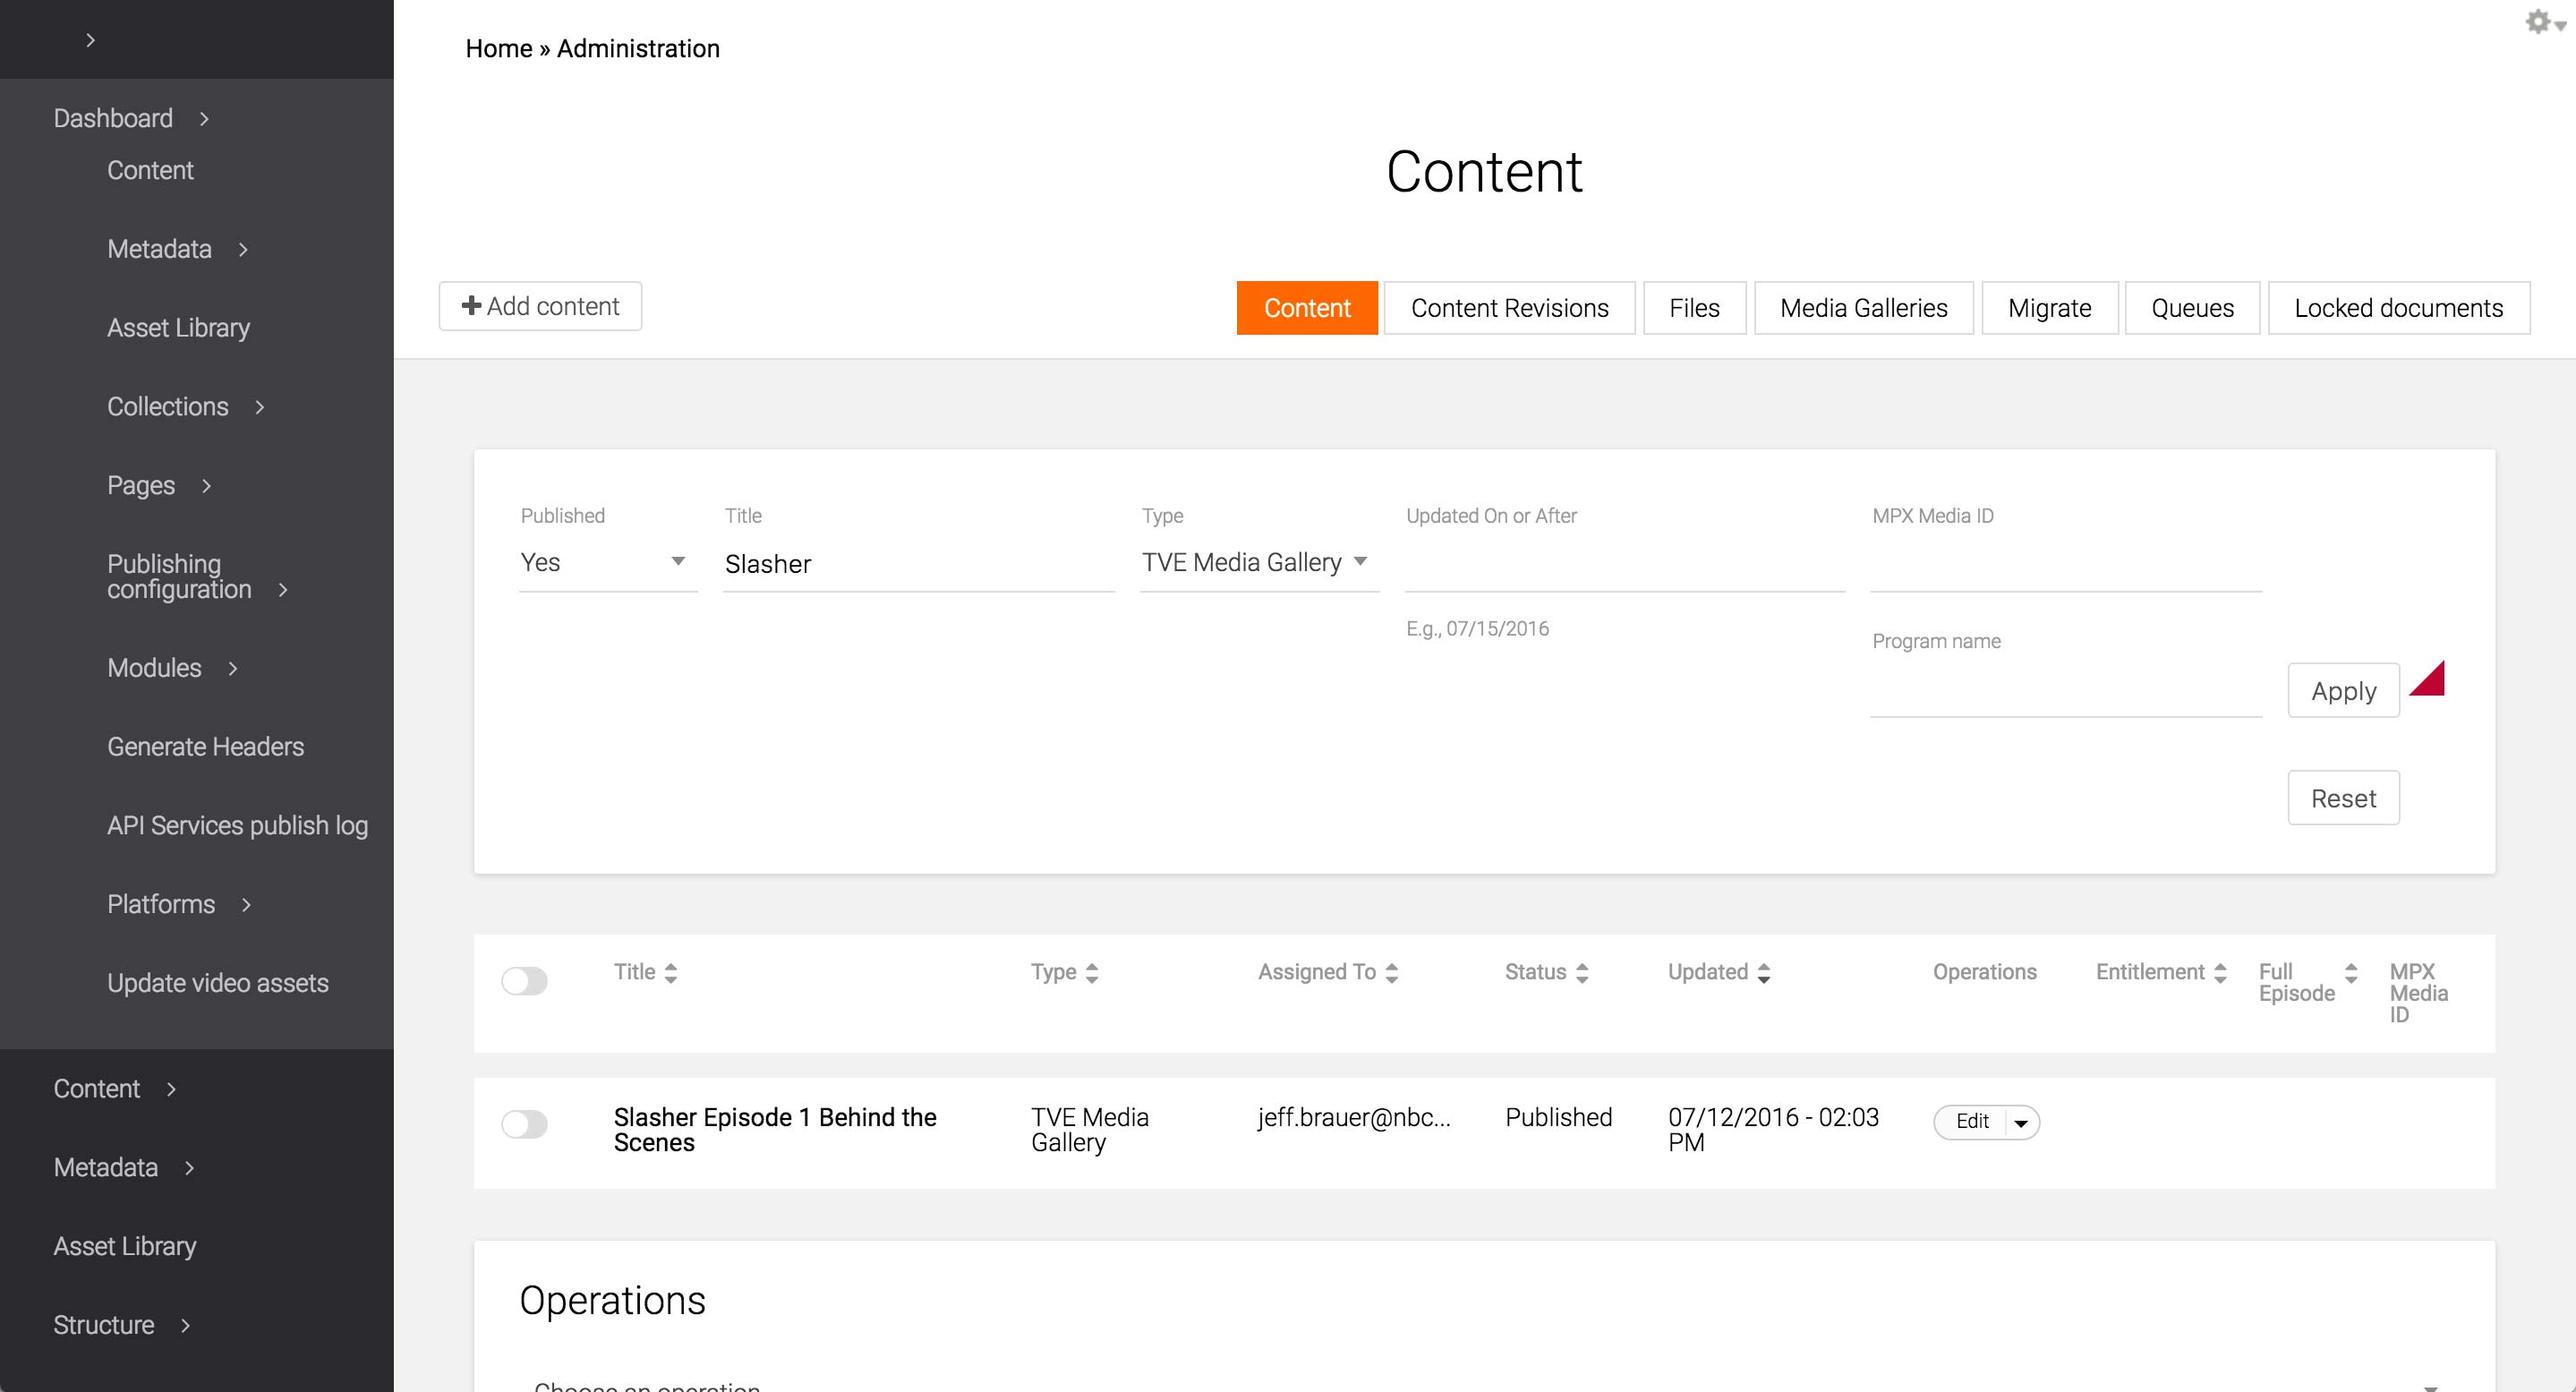 Home » Administration
Dashboard
Content
Metadata
Asset Library
Collections
Pages
Publishing
configuration
Modules
Generate Headers
API Services publish log
Platforms
Update video assets
Content
Metadata
Asset Library
Structure
Content
Add content
Content
Content Revisions
Files
Media Galleries
Migrate
Queues
Locked documents
Published
Yes
Title
Slasher
Type
TVE Media Gallery
Updated On or After
E.g., 07/15/2016
MPX Media ID
Program name
Apply
Reset
Title
Type
Assigned To
Status
Updated
Operations
Entitlement
Full
Episode
MPX
Media
ID
Slasher Episode 1 Behind the
Scenes
TVE Media
Gallery
jeff.brauer@nbc...
Published
07/12/2016 - 02:03
PM
Edit
Operations
Choose an operation